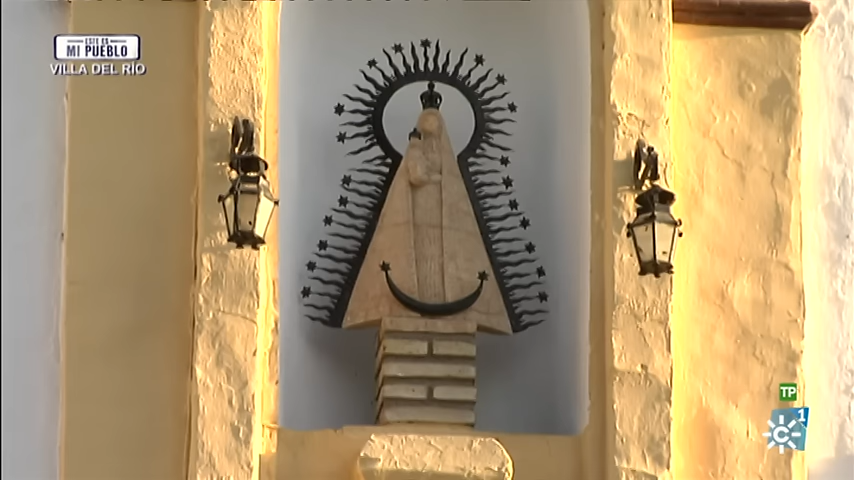 ESTE ES
MI PUEBLO
VILLA DEL RÍO
TP
1